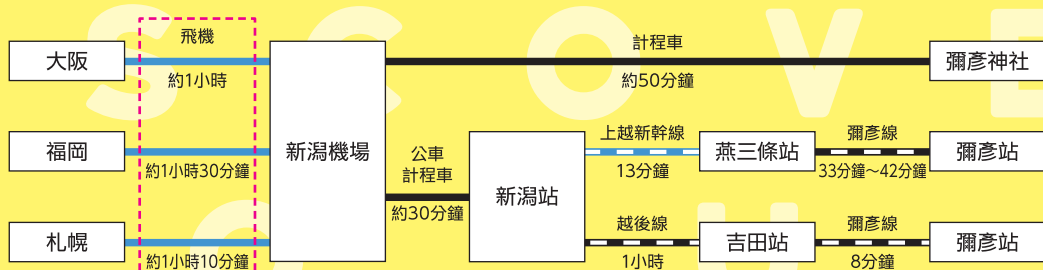 飛機
計程車
大阪
約1小時
約50分鐘
彌彥神社
福岡
約1小時30分鐘
新潟機場
公車
計程車
約30分鐘
新潟站
上越新幹線
13分鐘
燕三條站
彌彥線
33分鐘～42分鐘
彌彥站
札幌
約1小時10分鐘
越後線
1小時
吉田站
彌彥線
8分鐘
彌彥站
S C O V E